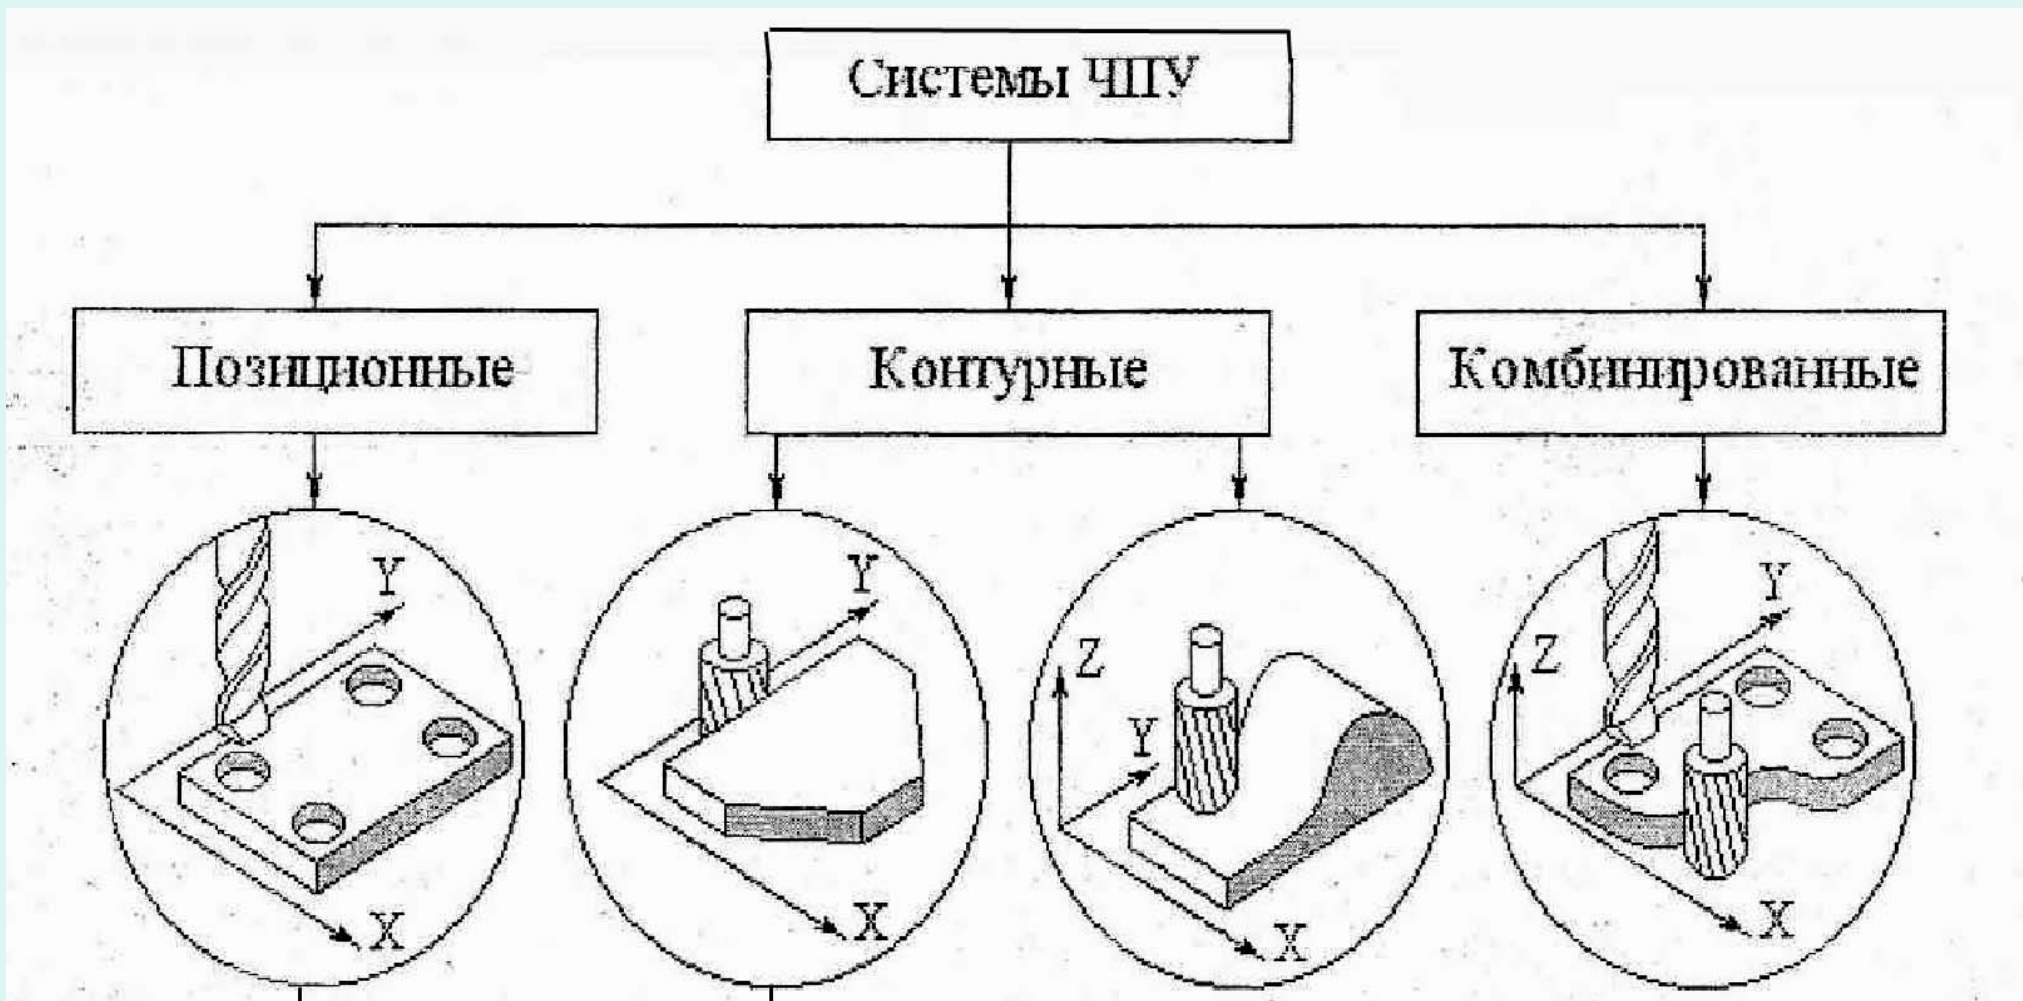 Системы ЧПУ
Позиционные
Контурные
Комбинированные
Y
X
Y
X
Z
Y
X
Z
Y
X